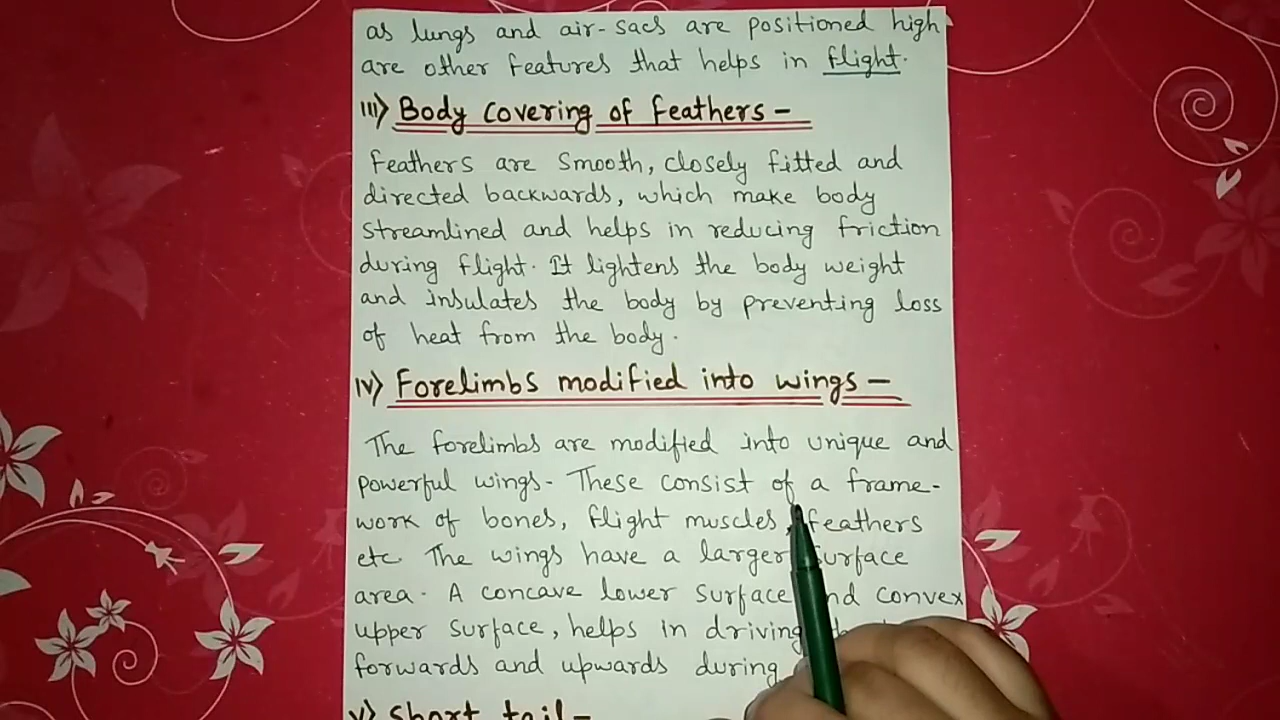 as lungs and air-sacs are positioned high
are other features that helps in flight.
III) Body covering of feathers-
Feathers are smooth, closely fitted and
directed backwards, which make body
streamlined and helps in reducing friction
during flight. It lightens the body weight
and insulates the body by preventing loss
of heat from the body.
IV) Forelimbs modified into wings-
The forelimbs are modified into unique and
powerful wings- These consist of a frame-
work of bones, flight muscles, feathers
etc. The wings have a larger surface
area. A concave lower surface and convex
upper surface, helps in driving
forwards and upwards during
V) Short tail-